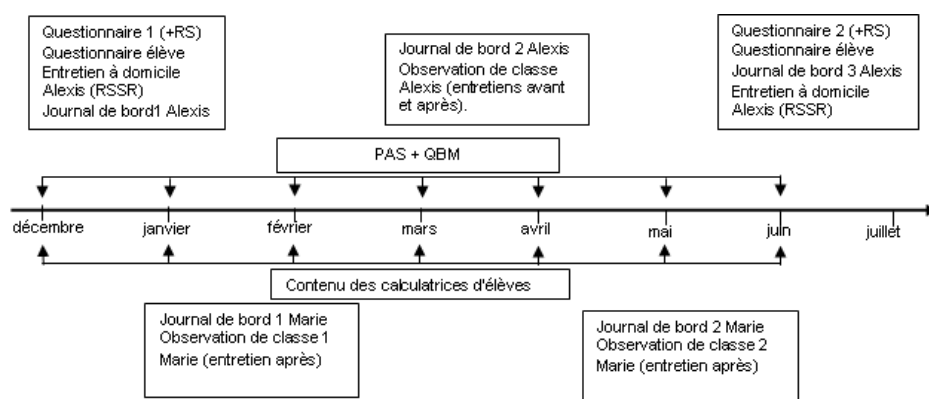 Questionnaire 1 (+RS)
Questionnaire élève
Entretien à domicile
Alexis (RSSR)
Journal de bord1 Alexis
Journal de bord 2 Alexis
Observation de classe
Alexis (entretiens avant
et après).
Questionnaire 2 (+RS)
Questionnaire élève
Journal de bord 3 Alexis
Entretien à domicile
Alexis (RSSR)
PAS + QBM
décembre janvier février mars avril mai juin juillet
Contenu des calculatrices d'élèves
Journal de bord 1 Marie
Observation de classe 1
Marie (entretien après)
Journal de bord 2 Marie
Observation de classe 2
Marie (entretien après)